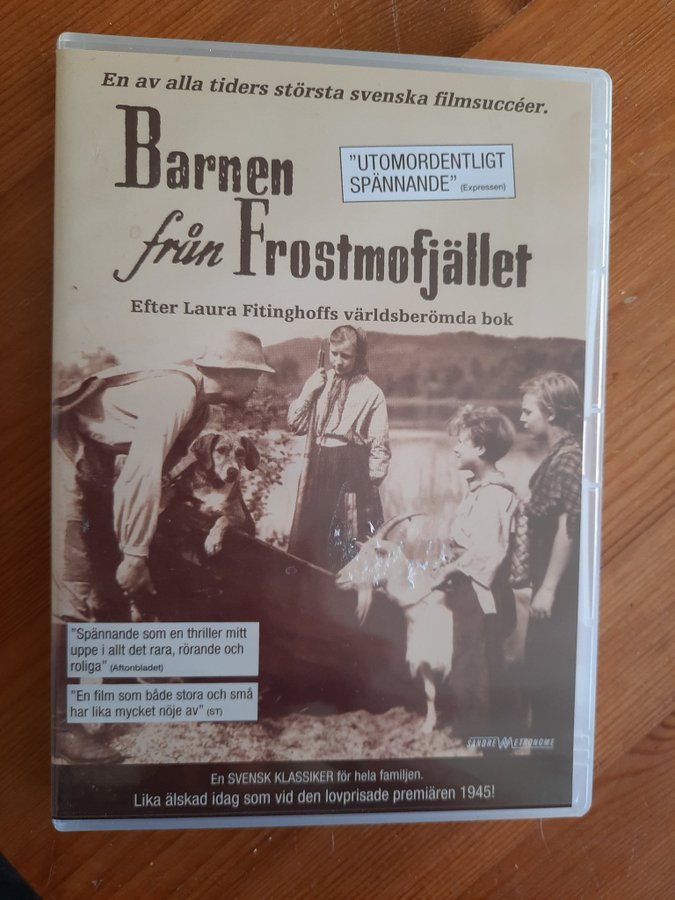 En av alla tiders största svenska filmsuccéer.
Barnen
från Frostmofjället
"UTOMORDENTLIGT
SPÄNNANDE" (Expressen)
Efter Laura Fitinghoffs världsberömda bok
"Spännande som en thriller mitt
uppe i allt det rara, rörande och
roliga" (Aftonbladet)
"En film som både stora och små
har lika mycket nöje av" (ST)
SANDREW METRONOME
En SVENSK KLASSIKER för hela familjen.
Lika älskad idag som vid den lovprisade premiären 1945!